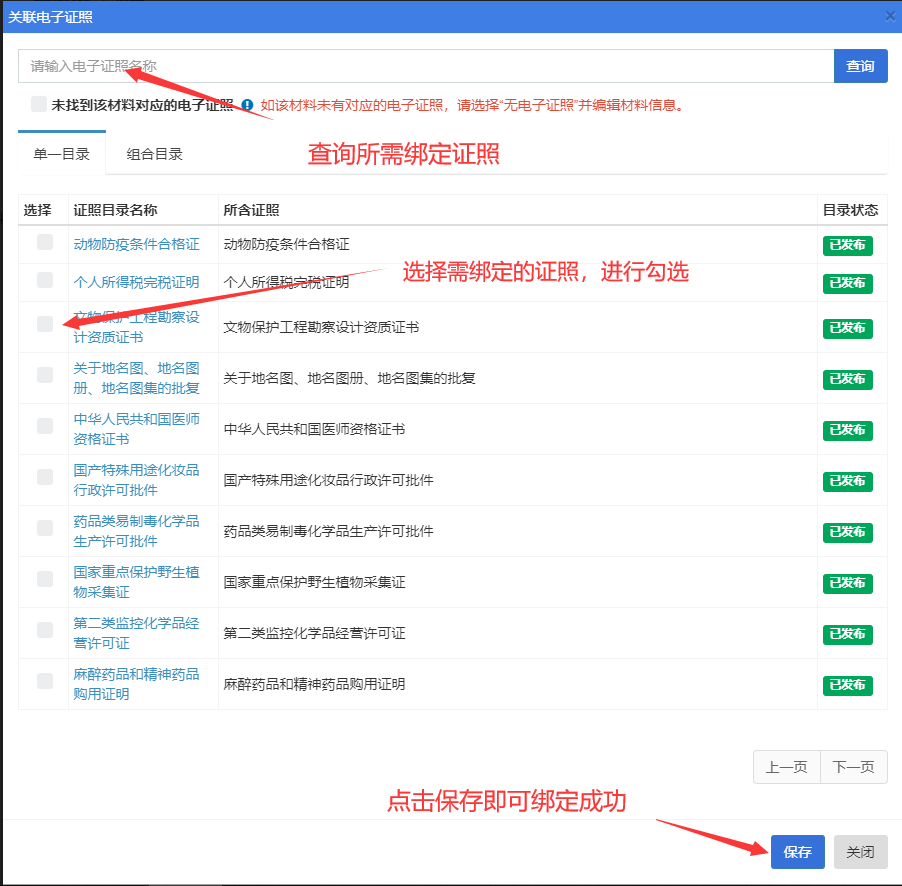 关联电子证照
×
请输入电子证照名称
查询
未找到该材料对应的电子证照 如该材料未有对应的电子证照，请选择“无电子证照”并编辑材料信息。
单一目录 组合目录
查询所需绑定证照
选择 证照目录名称 所含证照 目录状态
动物防疫条件合格证 动物防疫条件合格证 已发布
选择需绑定的证照，进行勾选
个人所得税完税证明 个人所得税完税证明 已发布
文物保护工程勘察设
计资质证书
文物保护工程勘察设计资质证书 已发布
关于地名图、地名图
册、地名图集的批复
关于地名图、地名图册、地名图集的批复 已发布
中华人民共和国医师
资格证书
中华人民共和国医师资格证书 已发布
国产特殊用途化妆品
行政许可批件
国产特殊用途化妆品行政许可批件 已发布
药品类易制毒化学品
生产许可批件
药品类易制毒化学品生产许可批件 已发布
国家重点保护野生植
物采集证
国家重点保护野生植物采集证 已发布
第二类监控化学品经
营许可证
第二类监控化学品经营许可证 已发布
麻醉药品和精神药品
购用证明
麻醉药品和精神药品购用证明 已发布
上一页 下一页
点击保存即可绑定成功
保存 关闭